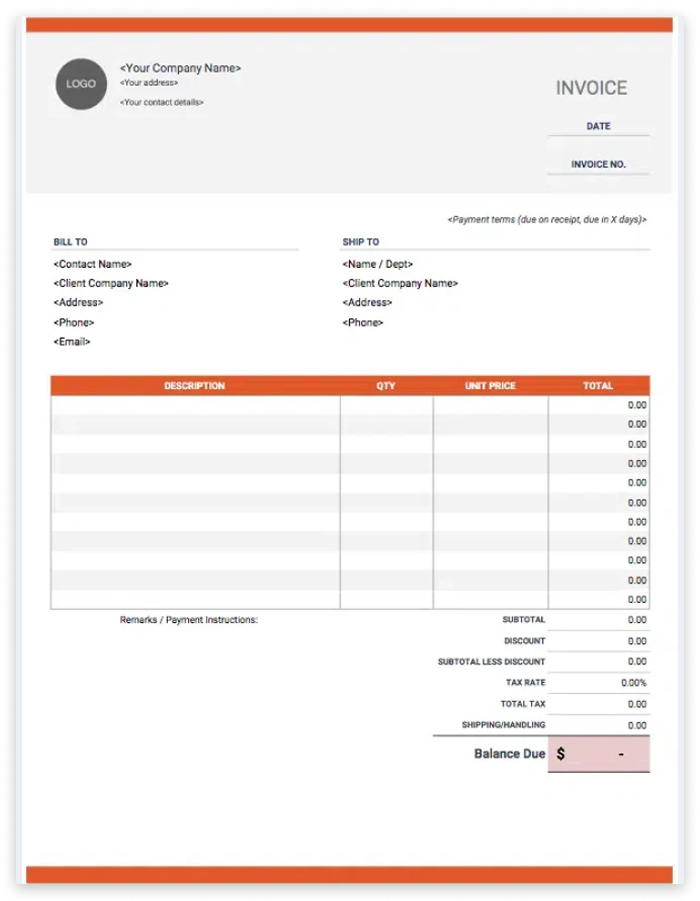 LOGO
<Your Company Name>
<Your address>
<Your contact details>
INVOICE
DATE
INVOICE NO.
<Payment terms (due on receipt, due in X days)>
BILL TO
<Contact Name>
<Client Company Name>
<Address>
<Phone>
<Email>
SHIP TO
<Name / Dept>
<Client Company Name>
<Address>
<Phone>
DESCRIPTION QTY UNIT PRICE TOTAL
0.00
0.00
0.00
0.00
0.00
0.00
0.00
0.00
0.00
0.00
0.00
Remarks / Payment Instructions:
SUBTOTAL 0.00
DISCOUNT 0.00
SUBTOTAL LESS DISCOUNT 0.00
TAX RATE 0.00%
TOTAL TAX 0.00
SHIPPING/HANDLING 0.00
Balance Due $ -